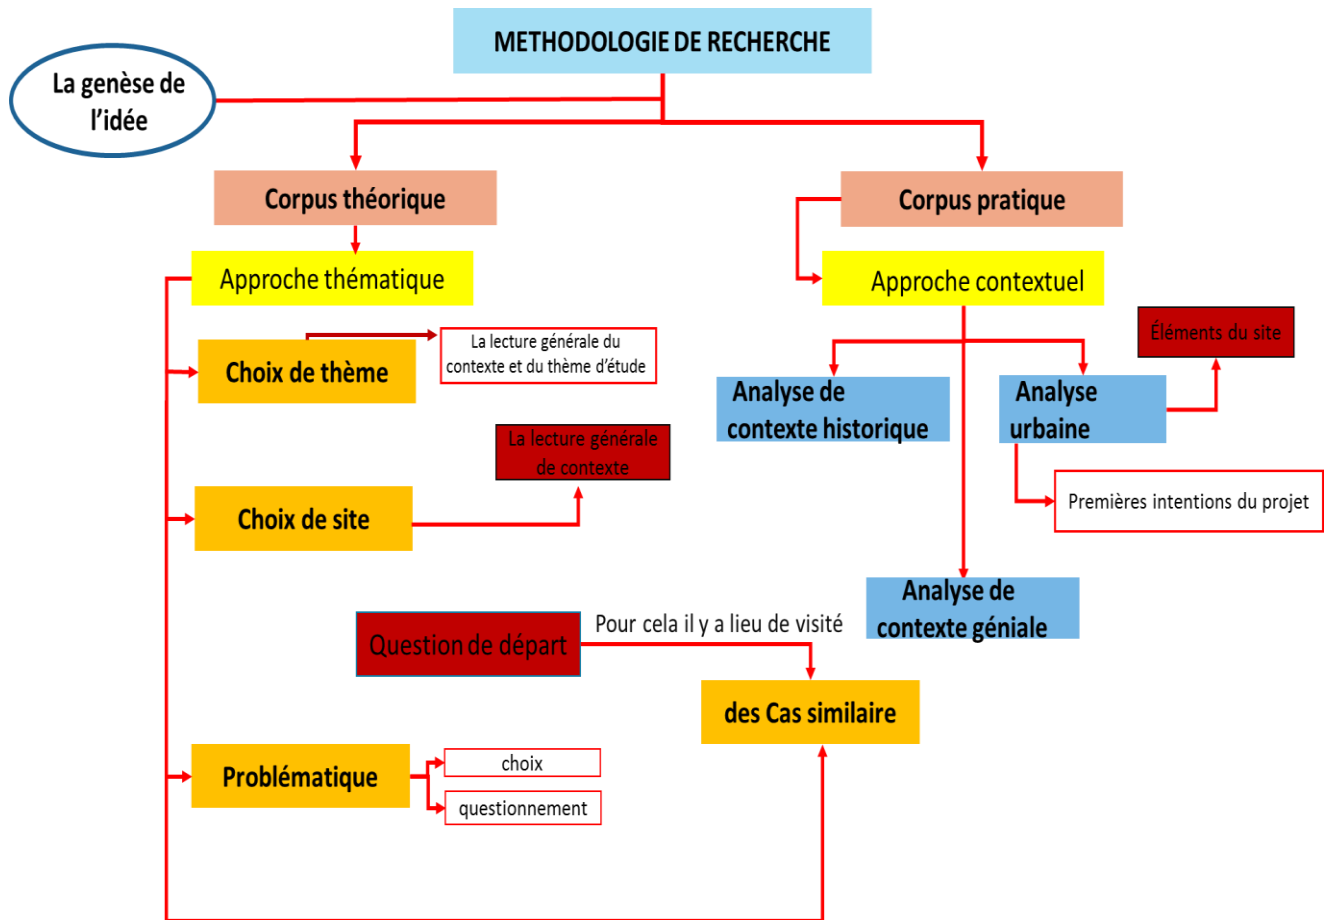 METHODOLOGIE DE RECHERCHE
La genèse de
l'idée
Corpus théorique
Corpus pratique
Approche thématique
Approche contextuel
Choix de thème
La lecture générale du
contexte et du thème d'étude
Éléments du site
Analyse de
contexte historique
Analyse
urbaine
La lecture générale
de contexte
Choix de site
Premières intentions du projet
Analyse de
contexte géniale
Question de départ
Pour cela il y a lieu de visité
des Cas similaire
Problématique
choix
questionnement